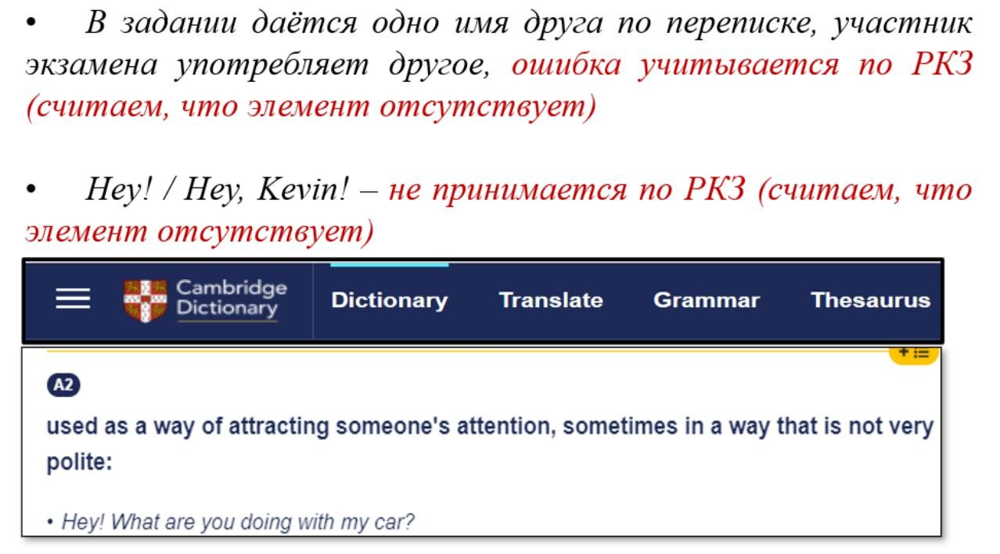 • В задании даётся одно имя друга по переписке, участник
экзамена употребляет другое, ошибка учитывается по РКЗ
(считаем, что элемент отсутствует)
• Hey! / Hey, Kevin! – не принимается по РКЗ (считаем, что
элемент отсутствует)
Cambridge
Dictionary
Dictionary Translate Grammar Thesaurus
A2
used as a way of attracting someone's attention, sometimes in a way that is not very
polite:
• Hey! What are you doing with my car?